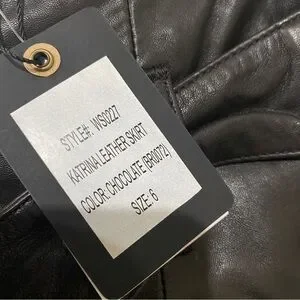 STYLE#: WS0227
KATRINA LEATHER SKIRT
COLOR: CHOCOLATE (BR0072)
SIZE: 6